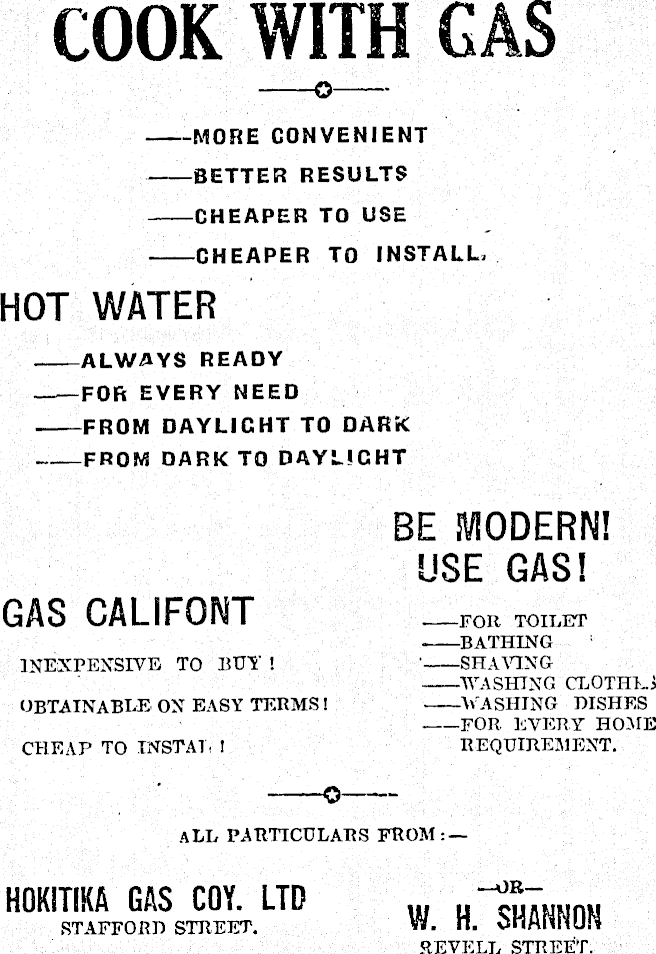 COOK WITH GAS
——MORE CONVENIENT
——BETTER RESULTS
——CHEAPER TO USE
——CHEAPER TO INSTALL.
HOT WATER
——ALWAYS READY
——FOR EVERY NEED
——FROM DAYLIGHT TO DARK
——FROM DARK TO DAYLIGHT
BE MODERN!
USE GAS!
GAS CALIFONT
INEXPENSIVE TO BUY!
OBTAINABLE ON EASY TERMS!
CHEAP TO INSTAL!
——FOR TOILET
——BATHING
——SHAVING
——WASHING CLOTHES
——WASHING DISHES
——FOR EVERY HOME
REQUIREMENT.
ALL PARTICULARS FROM:—
HOKITIKA GAS COY. LTD
STAFFORD STREET.
—OR—
W. H. SHANNON
REVELL STREET.